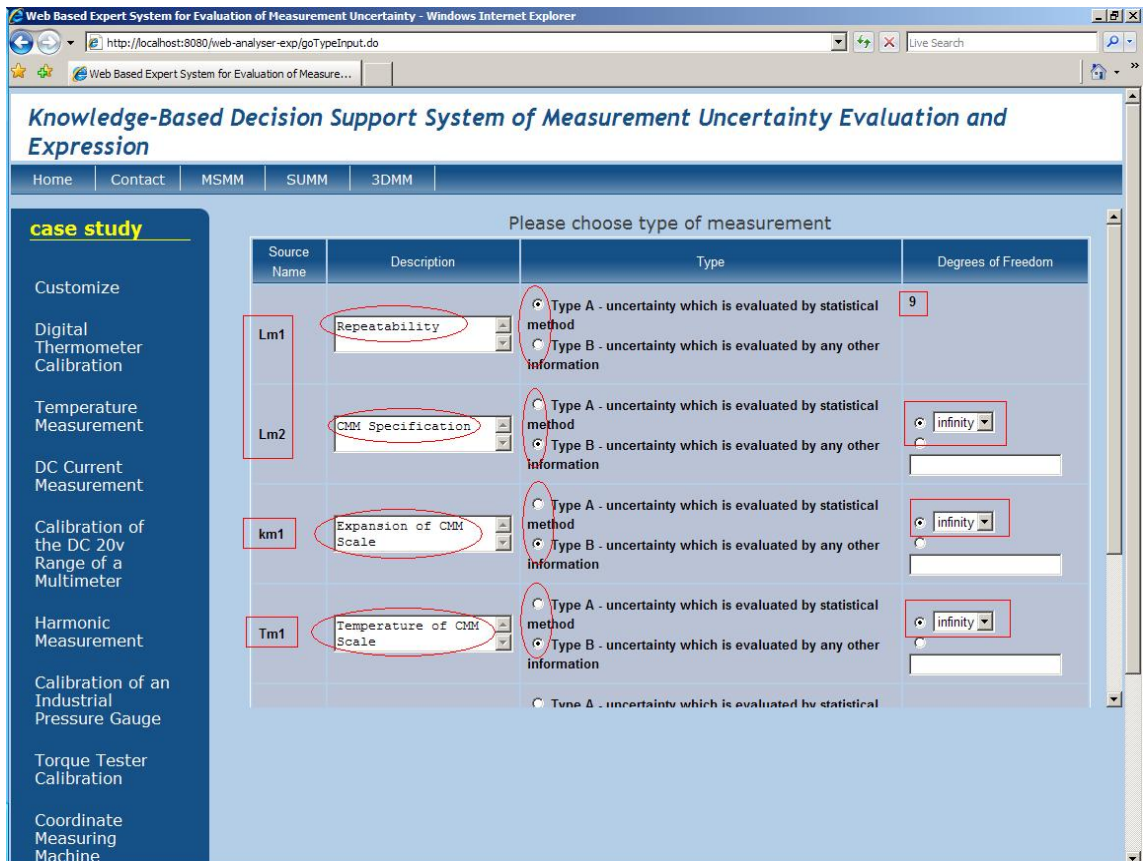 Web Based Expert System for Evaluation of Measurement Uncertainty - Windows Internet Explorer
http://localhost:8080/web-analyser-exp/goTypeInput.do
Live Search
Web Based Expert System for Evaluation of Measure...
Knowledge-Based Decision Support System of Measurement Uncertainty Evaluation and
Expression
Home
Contact
MSMM
SUMM
3DMM
case study
Customize
Digital
Thermometer
Calibration
Temperature
Measurement
DC Current
Measurement
Calibration of
the DC 20v
Range of a
Multimeter
Harmonic
Measurement
Calibration of an
Industrial
Pressure Gauge
Torque Tester
Calibration
Coordinate
Measuring
Machine
Please choose type of measurement
Source
Name
Description
Type
Degrees of Freedom
Lm1
Repeatability
Type A - uncertainty which is evaluated by statistical
method
Type B - uncertainty which is evaluated by any other
information
9
Lm2
CMM Specification
Type A - uncertainty which is evaluated by statistical
method
Type B - uncertainty which is evaluated by any other
information
infinity
km1
Expansion of CMM
Scale
Type A - uncertainty which is evaluated by statistical
method
Type B - uncertainty which is evaluated by any other
information
infinity
Tm1
Temperature of CMM
Scale
Type A - uncertainty which is evaluated by statistical
method
Type B - uncertainty which is evaluated by any other
information
infinity
Type A - uncertainty which is evaluated by statistical